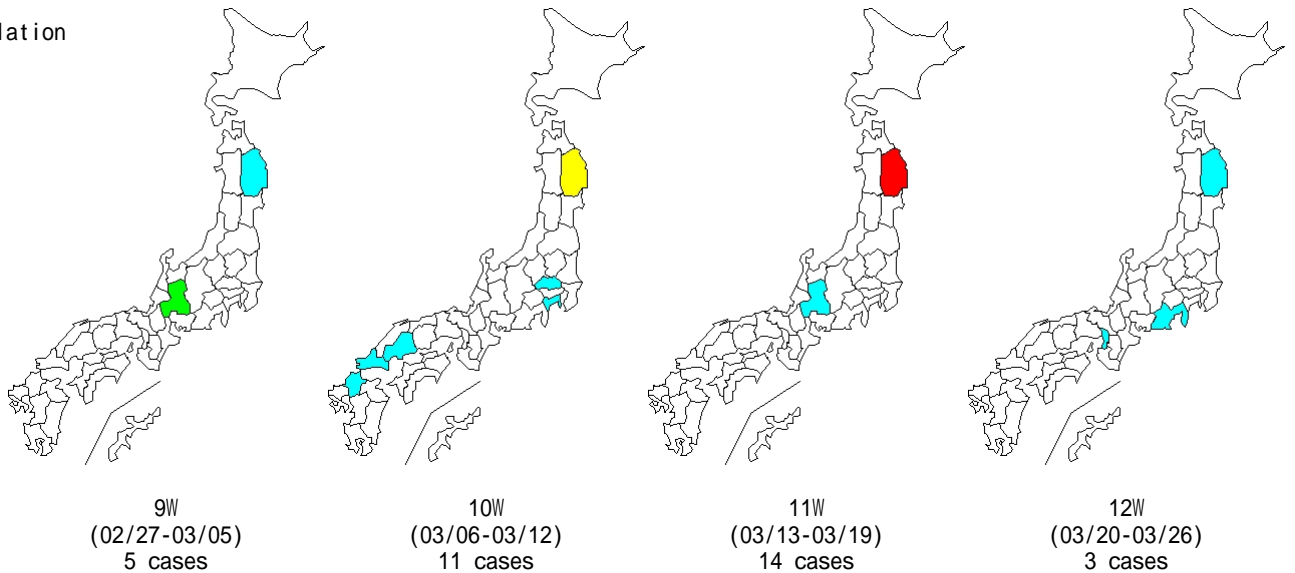 lation
9W
(02/27-03/05)
5 cases
10W
(03/06-03/12)
11 cases
11W
(03/13-03/19)
14 cases
12W
(03/20-03/26)
3 cases